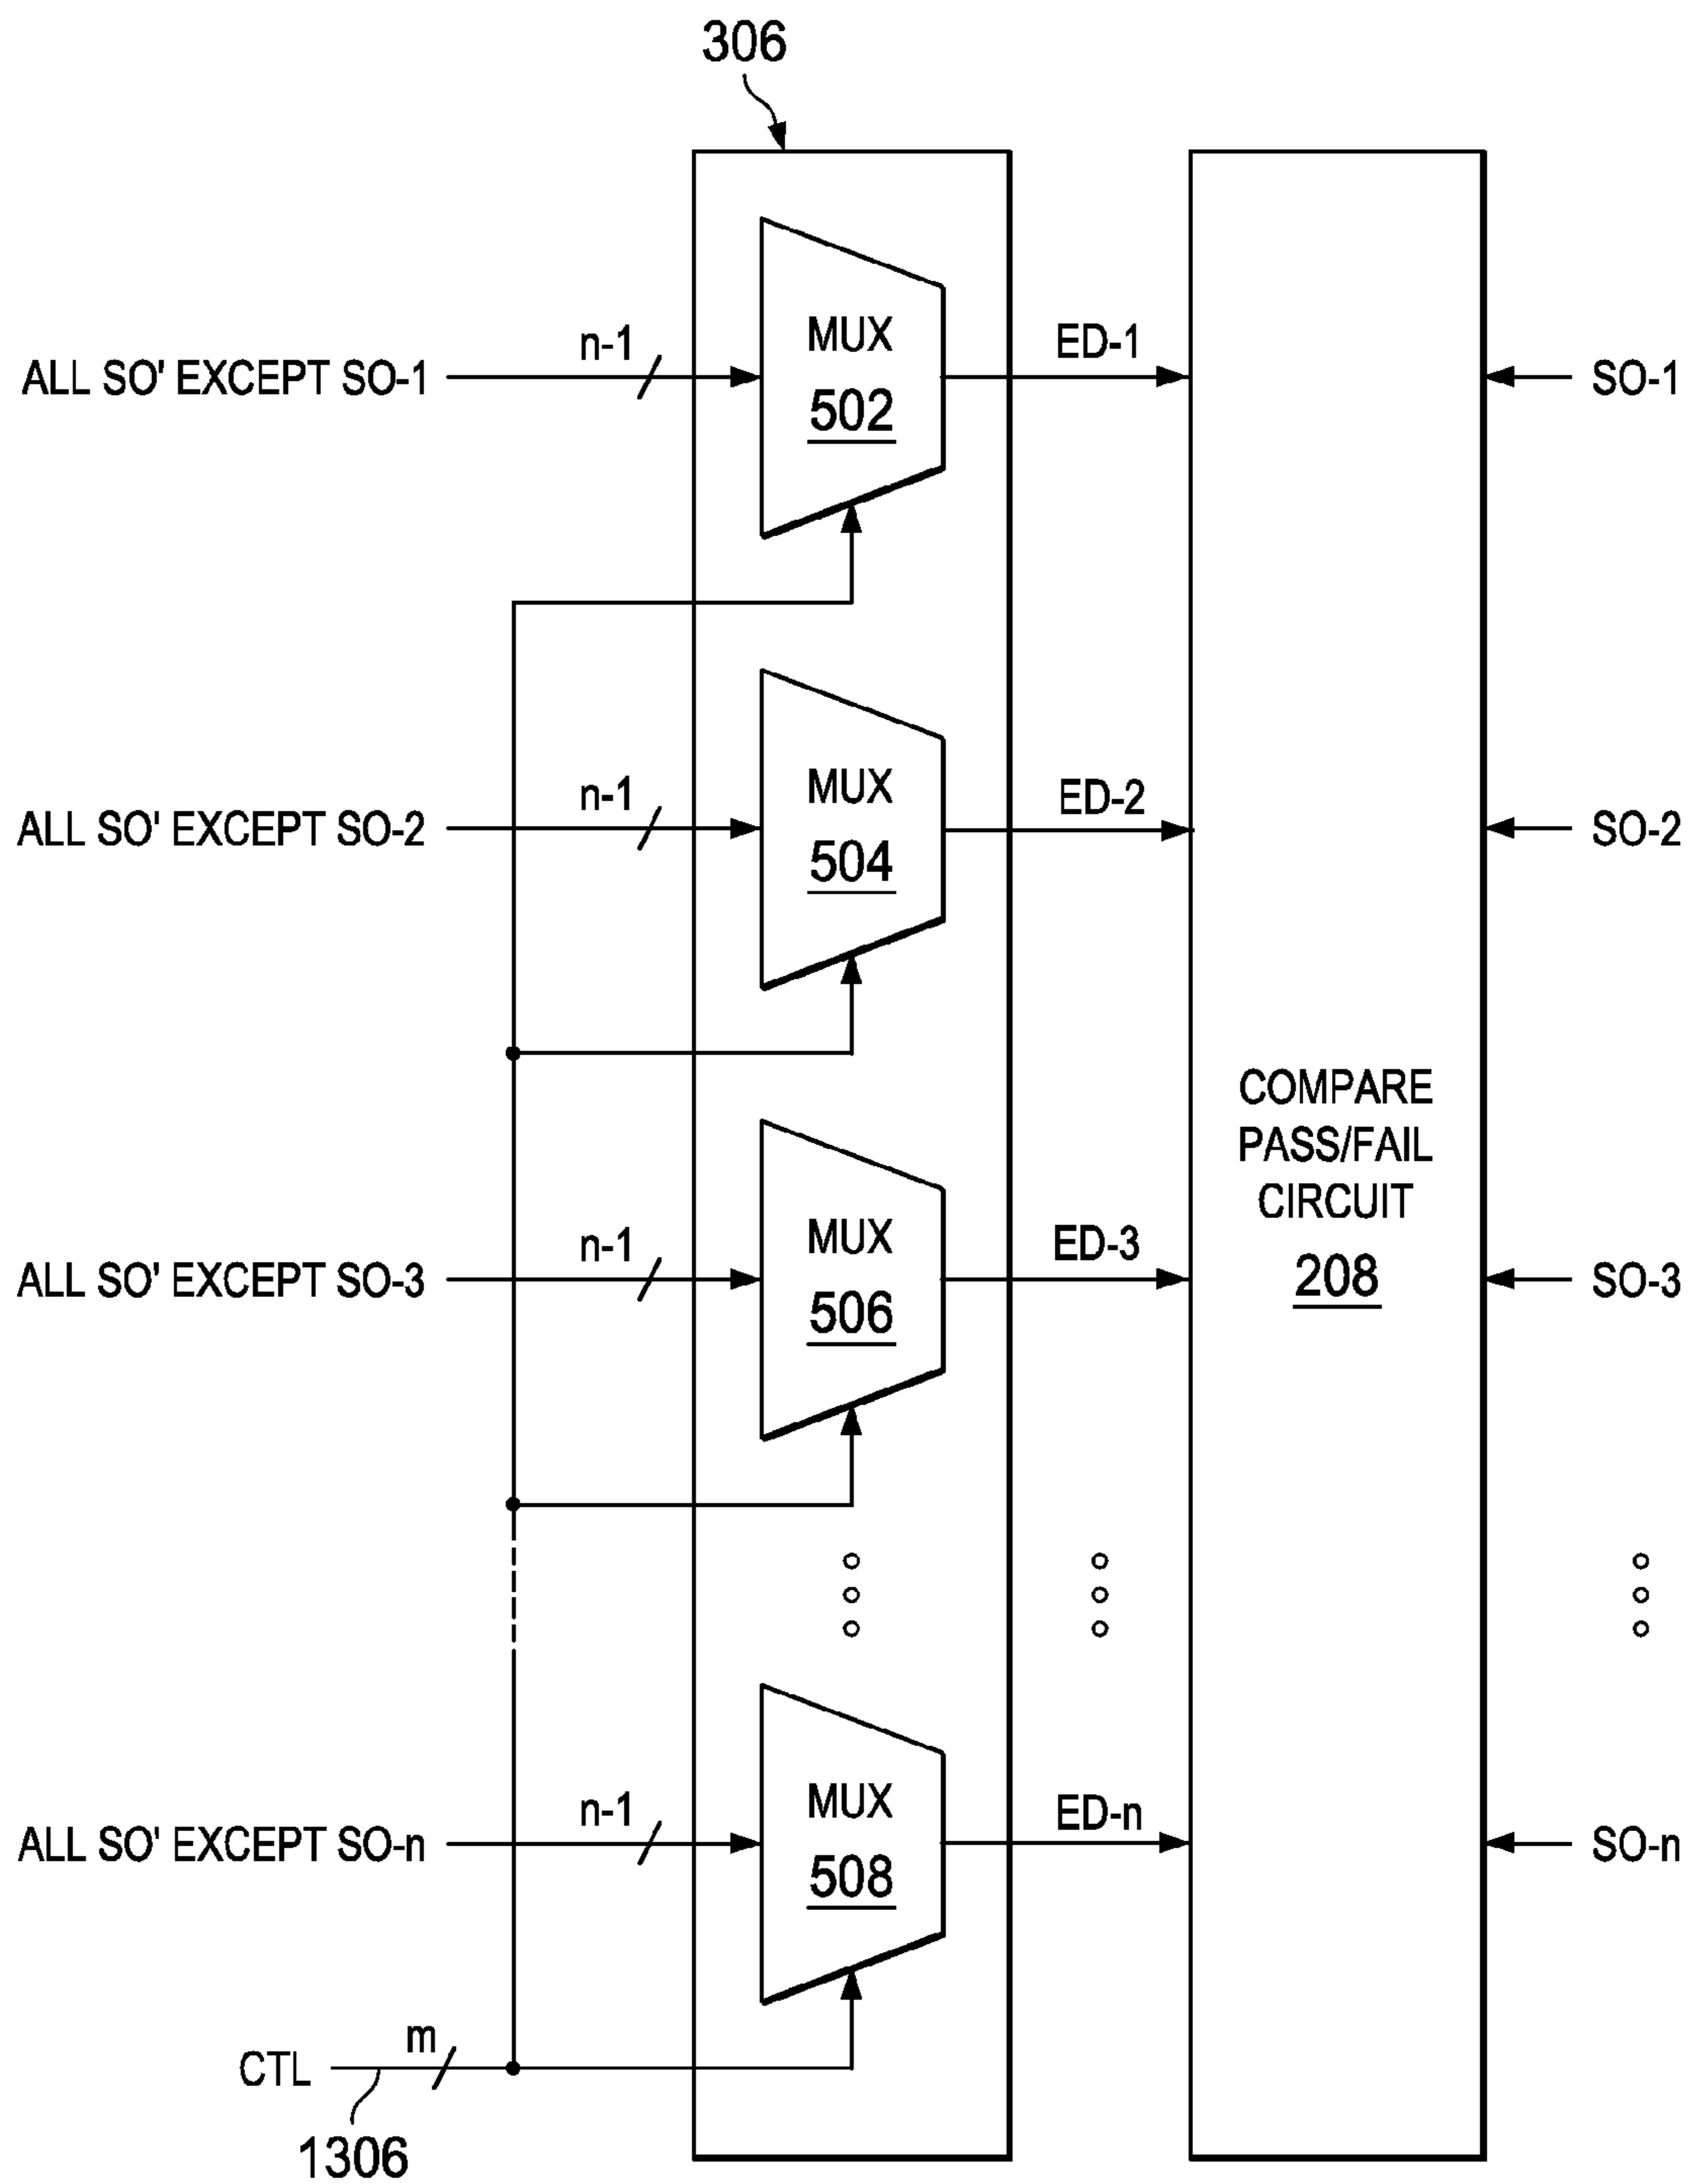 306
ALL SO' EXCEPT SO-1
n-1
MUX
502
ED-1
SO-1
ALL SO' EXCEPT SO-2
n-1
MUX
504
ED-2
SO-2
COMPARE
PASS/FAIL
CIRCUIT
208
ALL SO' EXCEPT SO-3
n-1
MUX
506
ED-3
SO-3
ALL SO' EXCEPT SO-n
n-1
MUX
508
ED-n
SO-n
CTL
m
1306